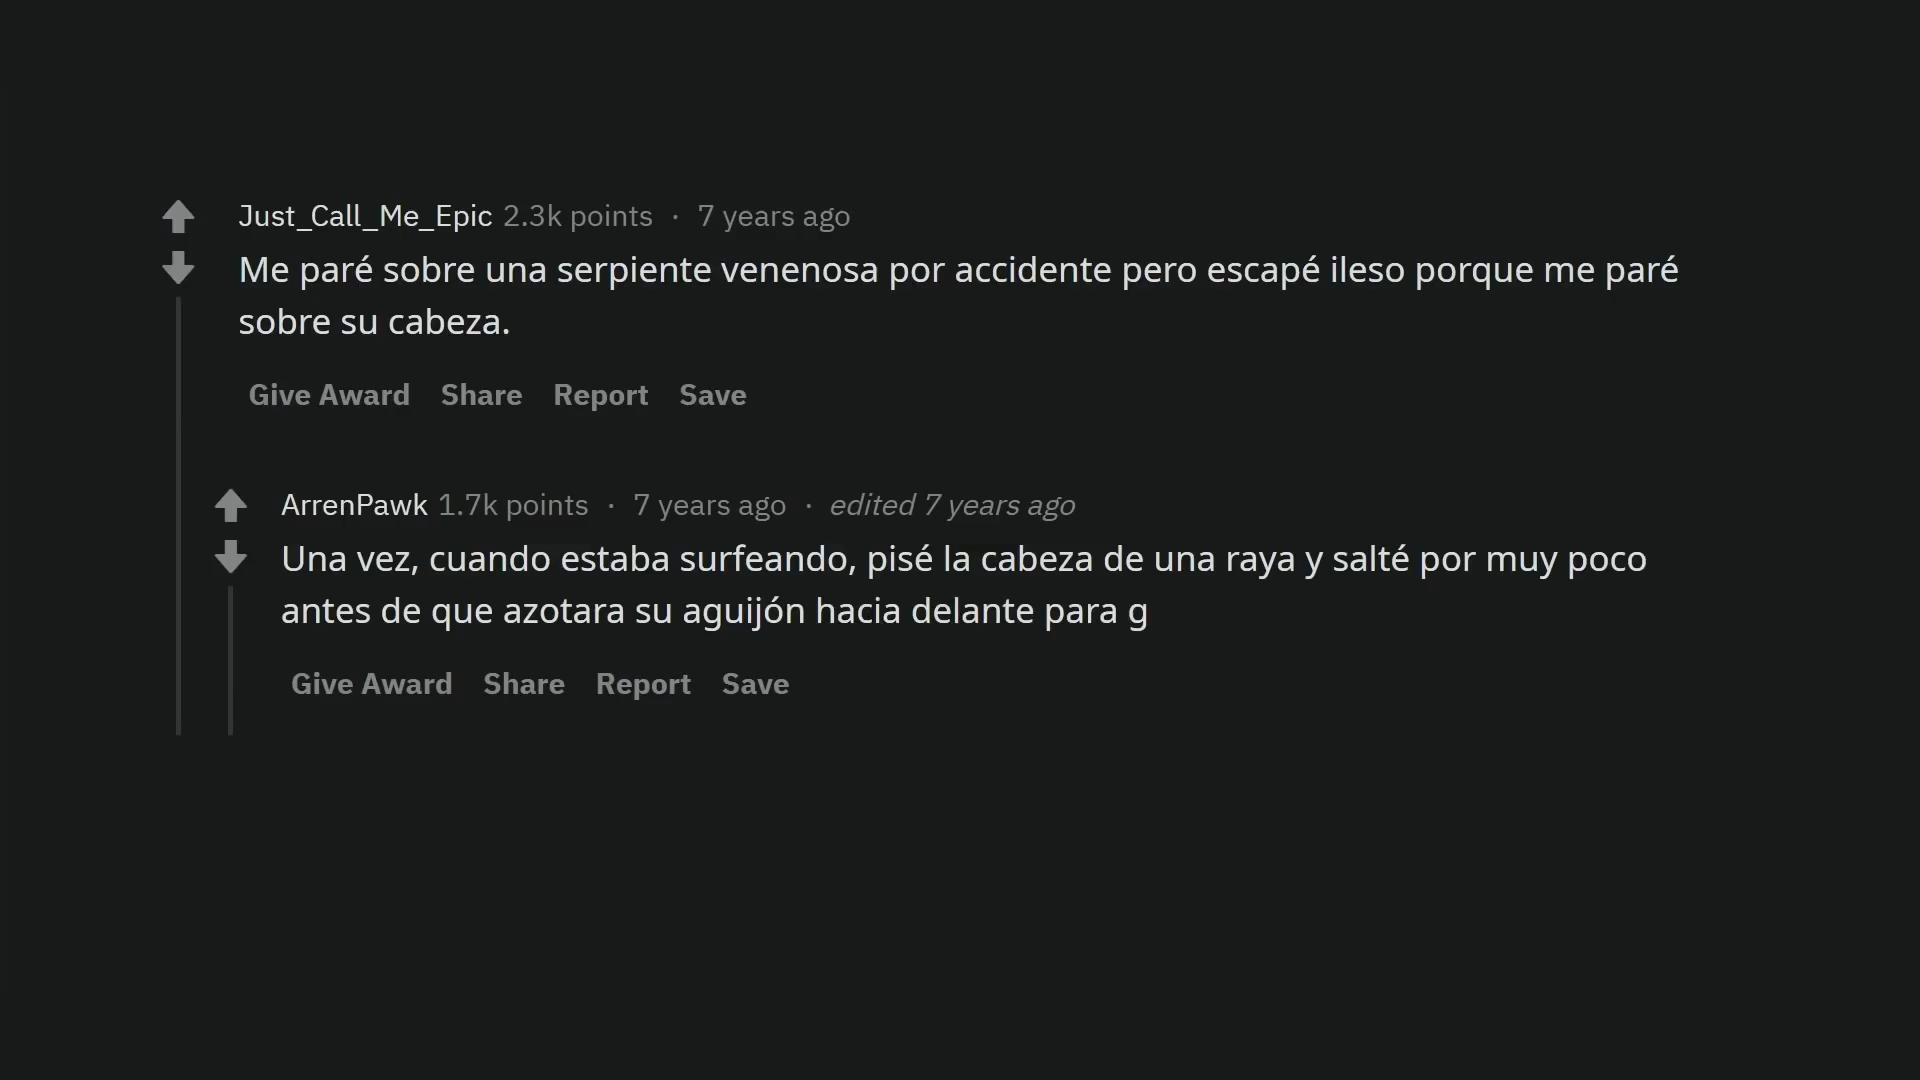 Just_Call_Me_Epic 2.3k points · 7 years ago
Me paré sobre una serpiente venenosa por accidente pero escapé ileso porque me paré
sobre su cabeza.
Give Award Share Report Save
ArrenPawk 1.7k points · 7 years ago · edited 7 years ago
Una vez, cuando estaba surfeando, pisé la cabeza de una raya y salté por muy poco
antes de que azotara su aguijón hacia delante para g
Give Award Share Report Save